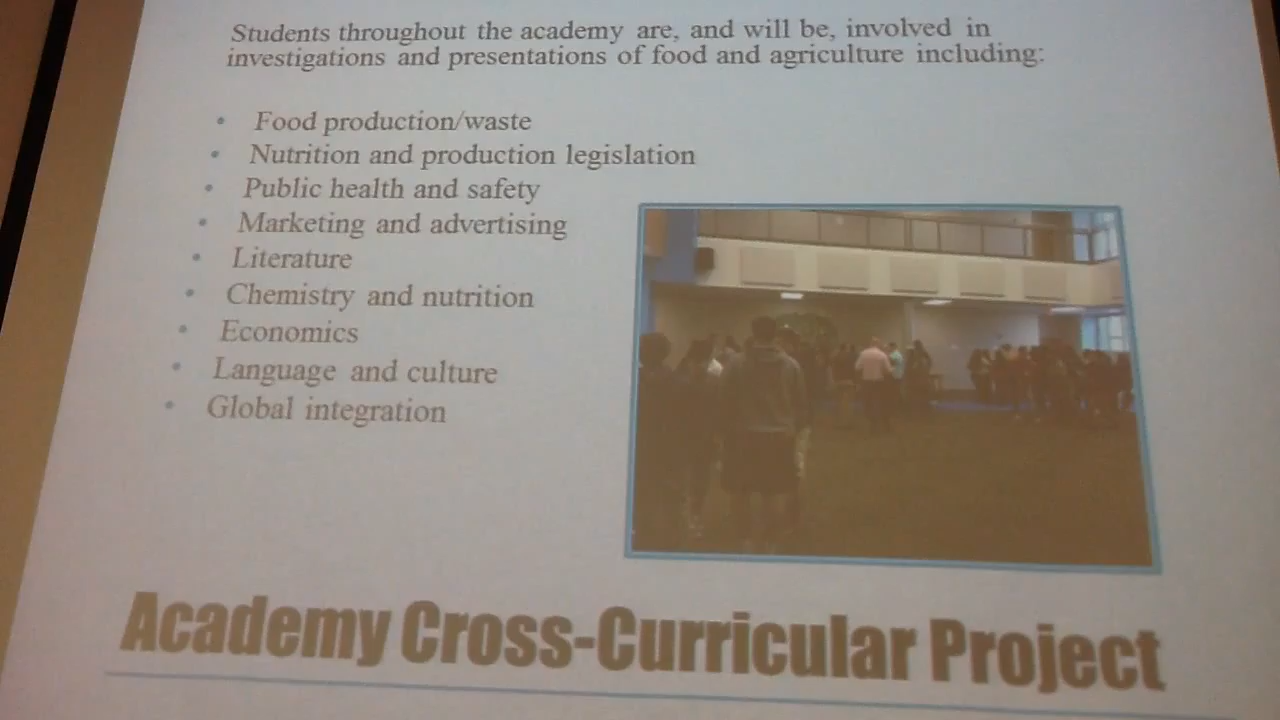 Students throughout the academy are, and will be, involved in
investigations and presentations of food and agriculture including:
• Food production/waste
• Nutrition and production legislation
• Public health and safety
• Marketing and advertising
• Literature
• Chemistry and nutrition
• Economics
• Language and culture
• Global integration
Academy Cross-Curricular Project